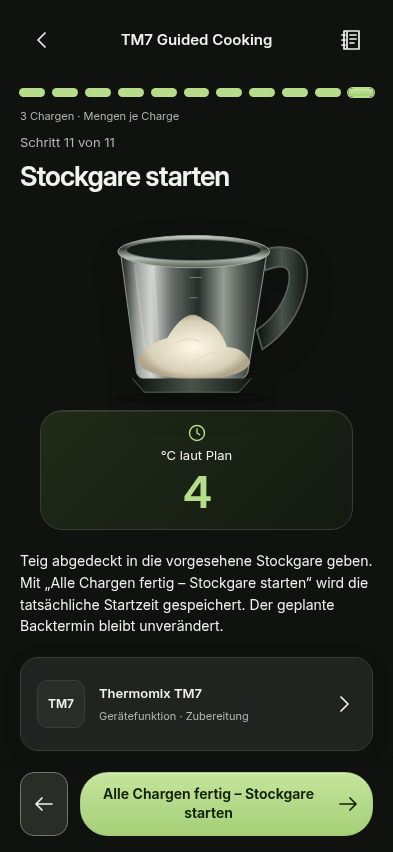 TM7 Guided Cooking
3 Chargen · Mengen je Charge
Schritt 11 von 11
Stockgare starten
°C laut Plan
4
Teig abgedeckt in die vorgesehene Stockgare geben.
Mit „Alle Chargen fertig – Stockgare starten“ wird die
tatsächliche Startzeit gespeichert. Der geplante
Backtermin bleibt unverändert.
TM7
Thermomix TM7
Gerätefunktion · Zubereitung
Alle Chargen fertig – Stockgare
starten